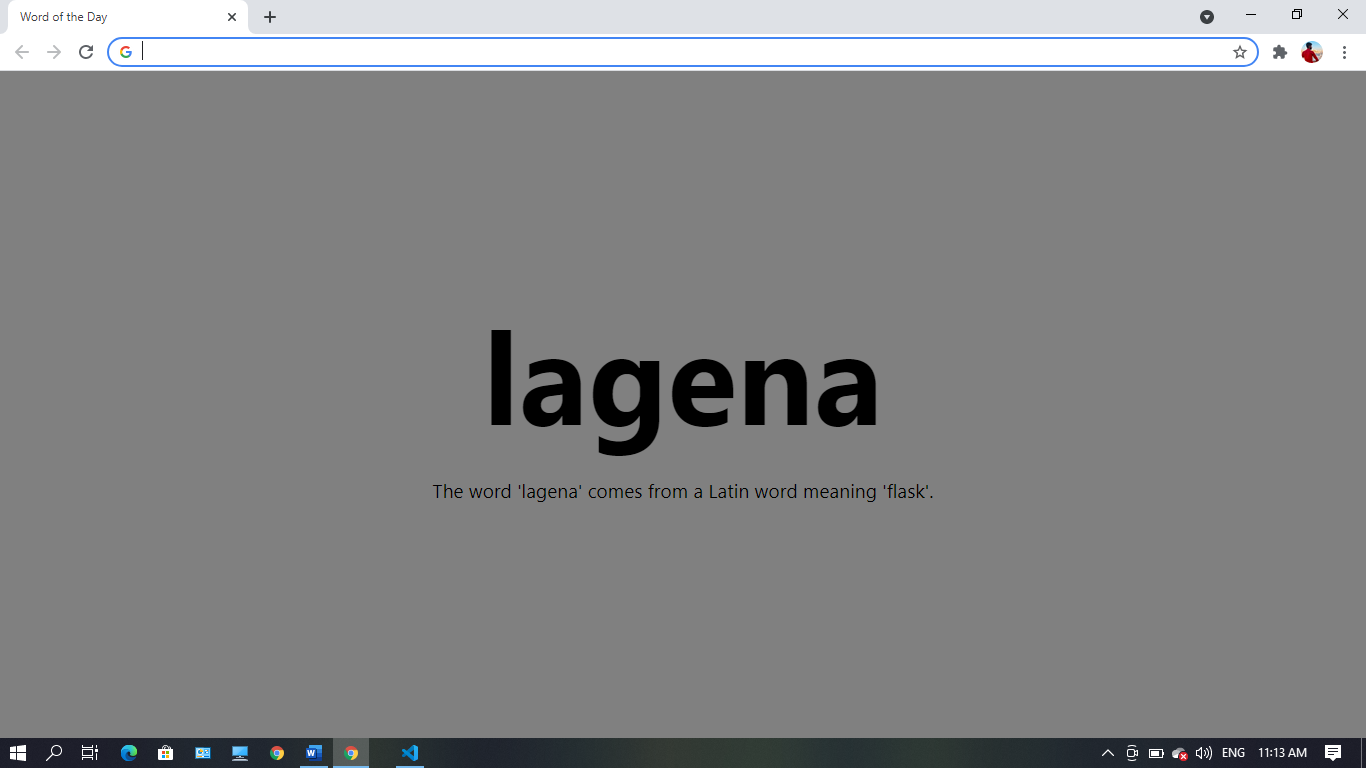 Word of the Day
lagena
The word 'lagena' comes from a Latin word meaning 'flask'.
ENG 11:13 AM